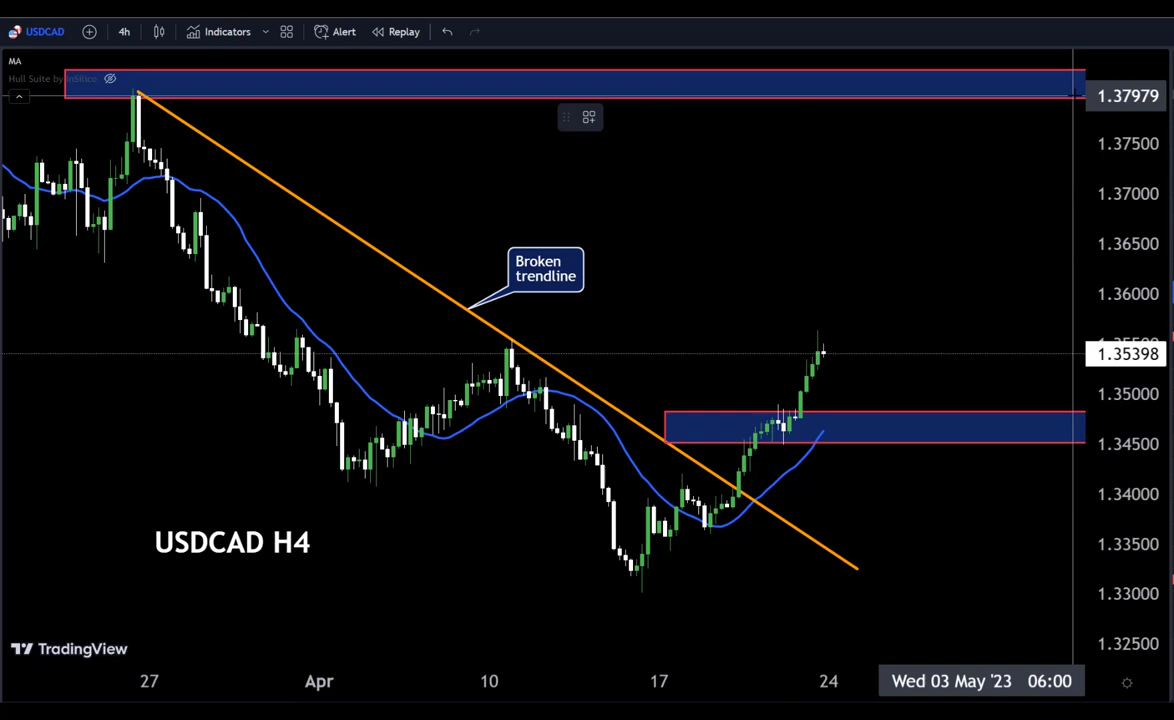 USDCAD 4h Indicators Alert Replay
MA
Hull Suite by InSilico
1.37979
1.37500
1.37000
1.36500
1.36000
Broken
trendline
1.35398
1.35000
1.34500
1.34000
1.33500
1.33000
1.32500
USDCAD H4
TradingView
27 Apr 10 17 24 Wed 03 May '23 06:00